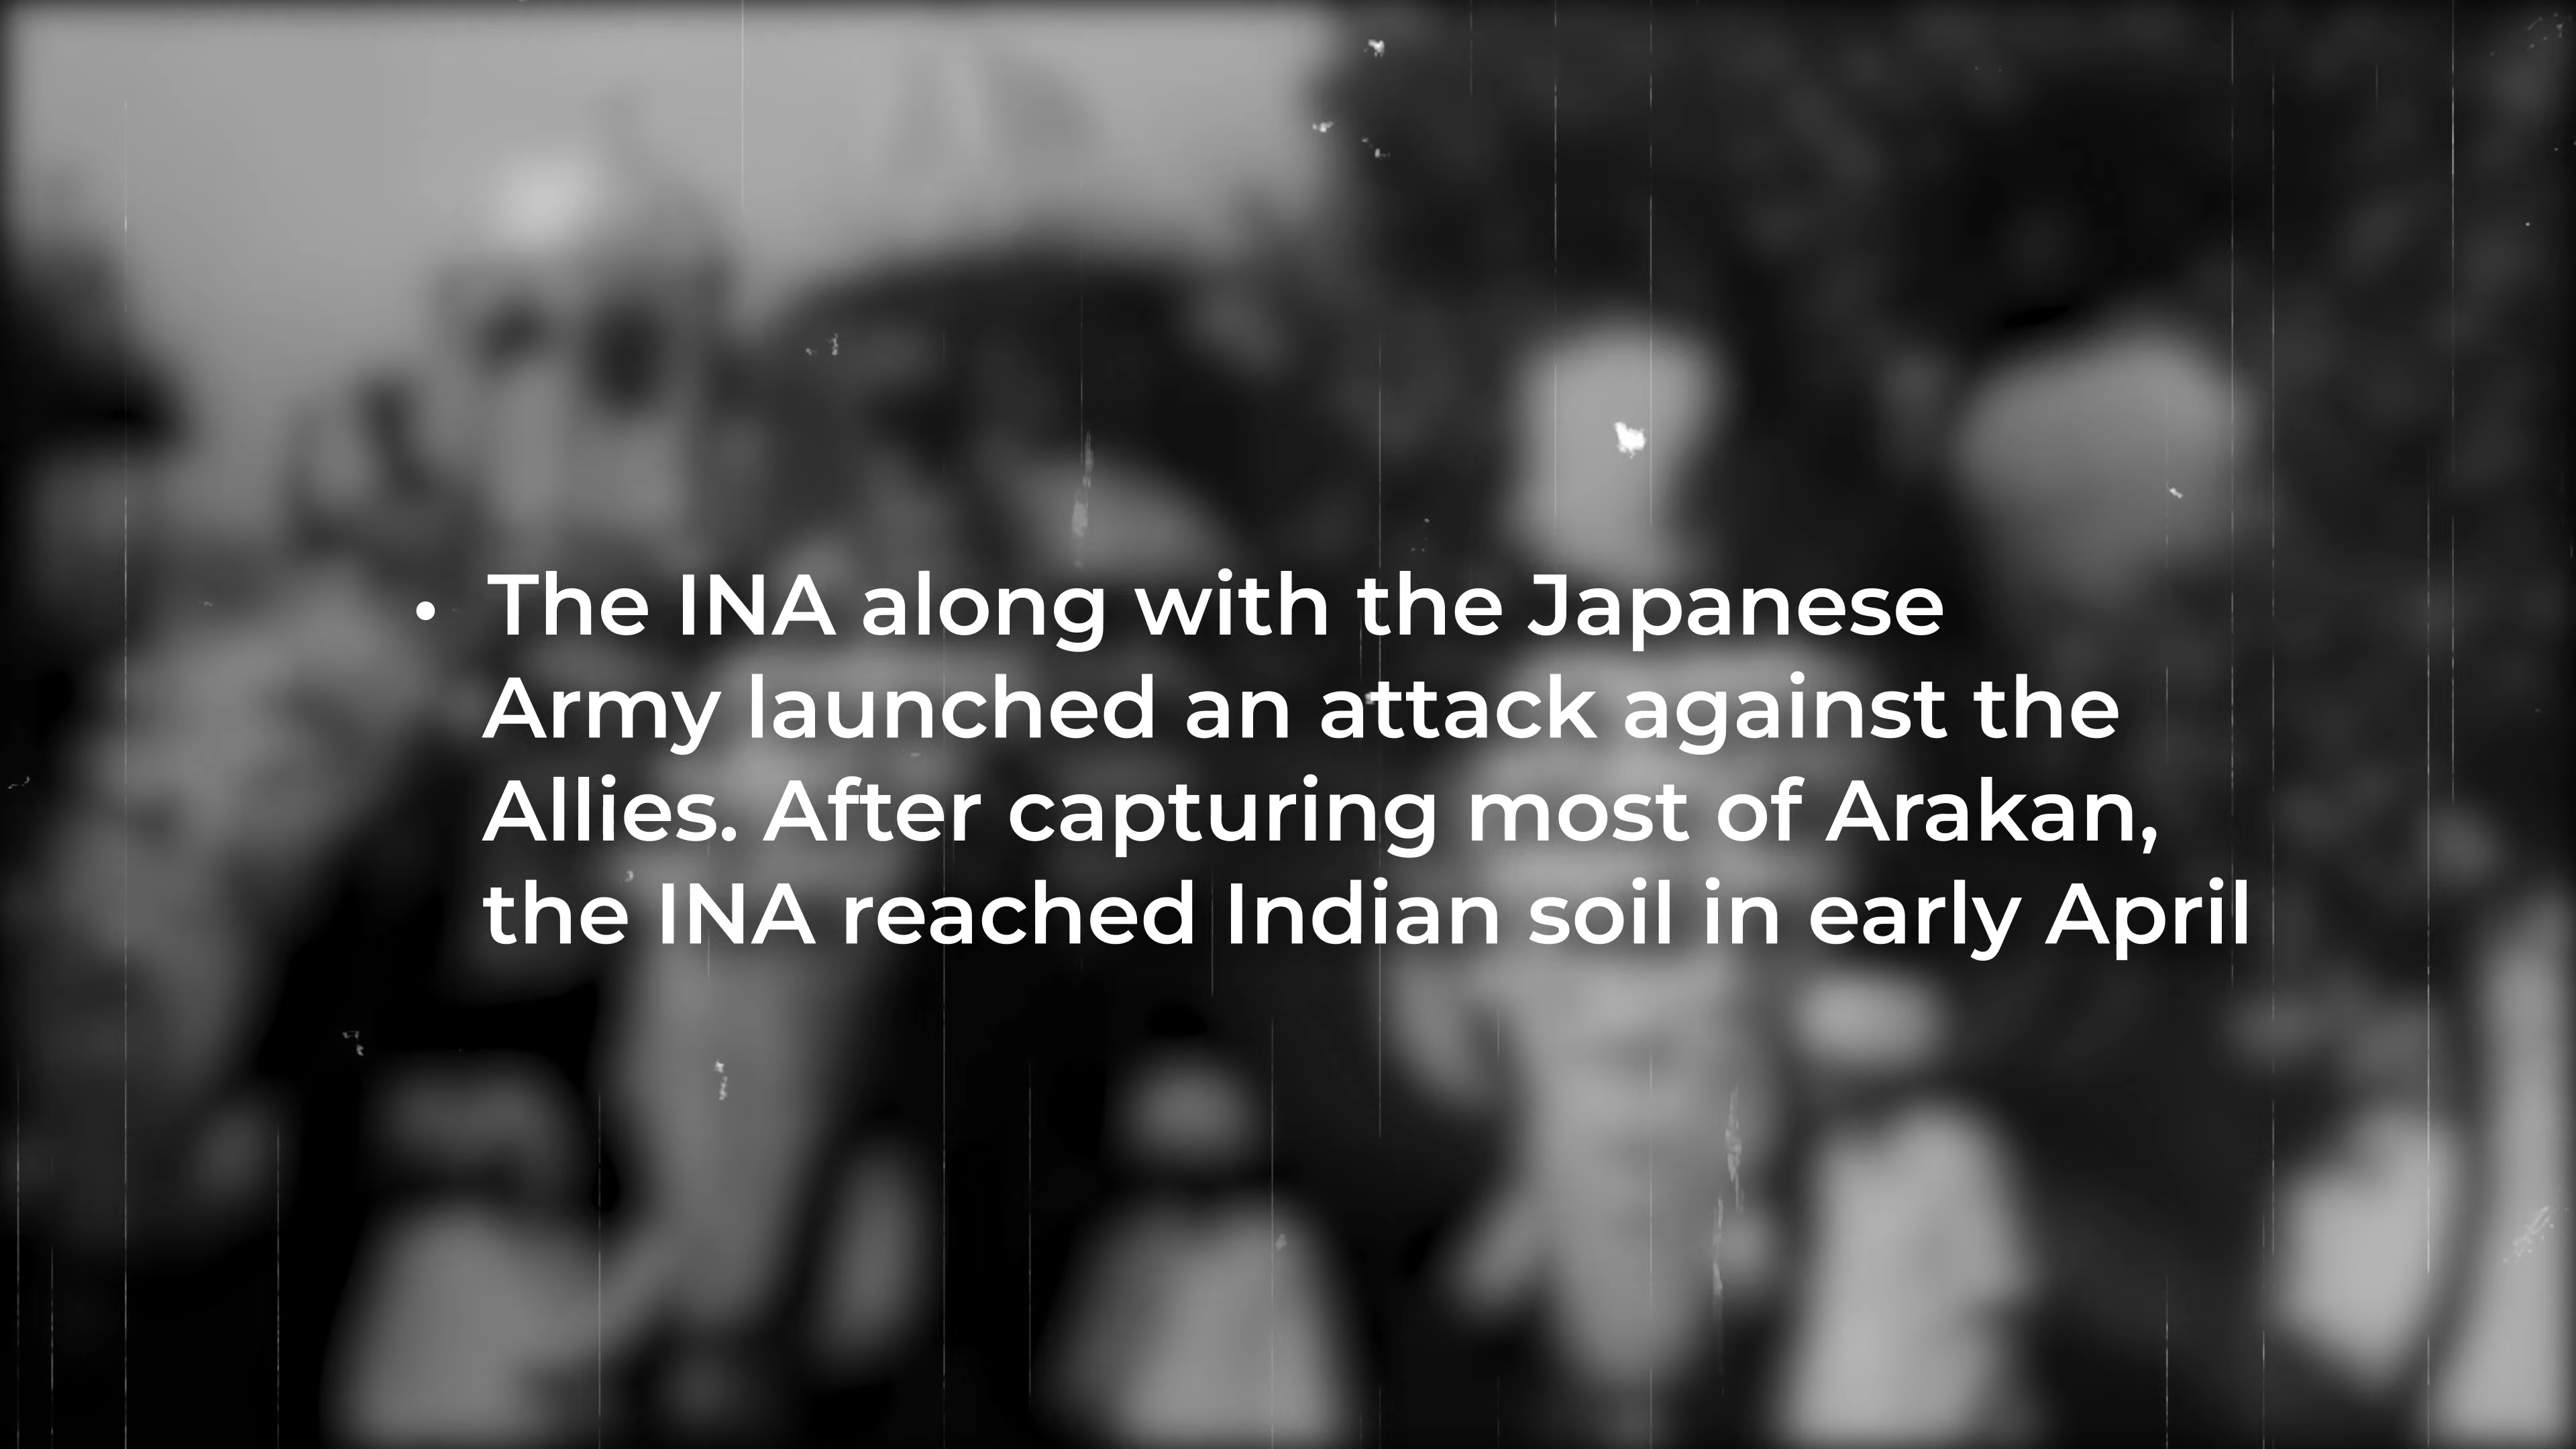 • The INA along with the Japanese
Army launched an attack against the
Allies. After capturing most of Arakan,
the INA reached Indian soil in early April